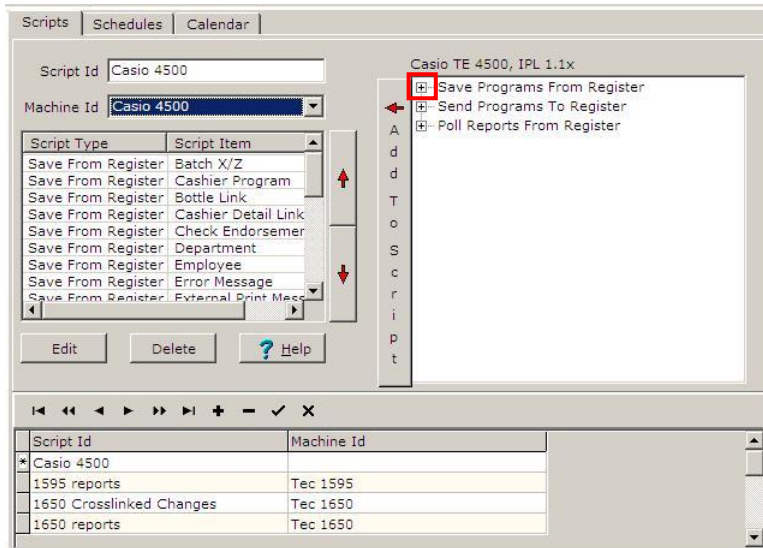 Scripts Schedules Calendar
Script Id Casio 4500
Machine Id Casio 4500
Script Type Script Item
Save From Register Batch X/Z
Save From Register Cashier Program
Save From Register Bottle Link
Save From Register Cashier Detail Link
Save From Register Check Endorsemer
Save From Register Department
Save From Register Employee
Save From Register Error Message
Save From Register External Print Mess
Edit Delete ? Help
Add To Script
Casio TE 4500, IPL 1.1x
Save Programs From Register
Send Programs To Register
Poll Reports From Register
Script Id Machine Id
* Casio 4500
1595 reports Tec 1595
1650 Crosslinked Changes Tec 1650
1650 reports Tec 1650